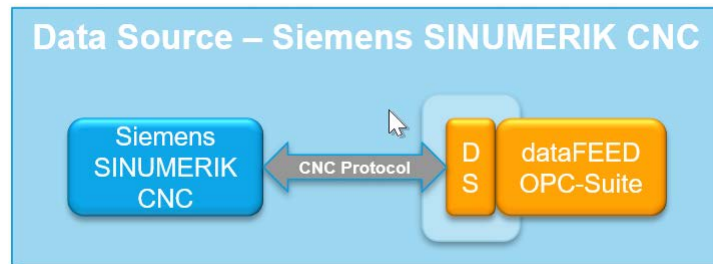 Data Source – Siemens SINUMERIK CNC
Siemens
SINUMERIK
CNC
CNC Protocol
D
S
dataFEED
OPC-Suite